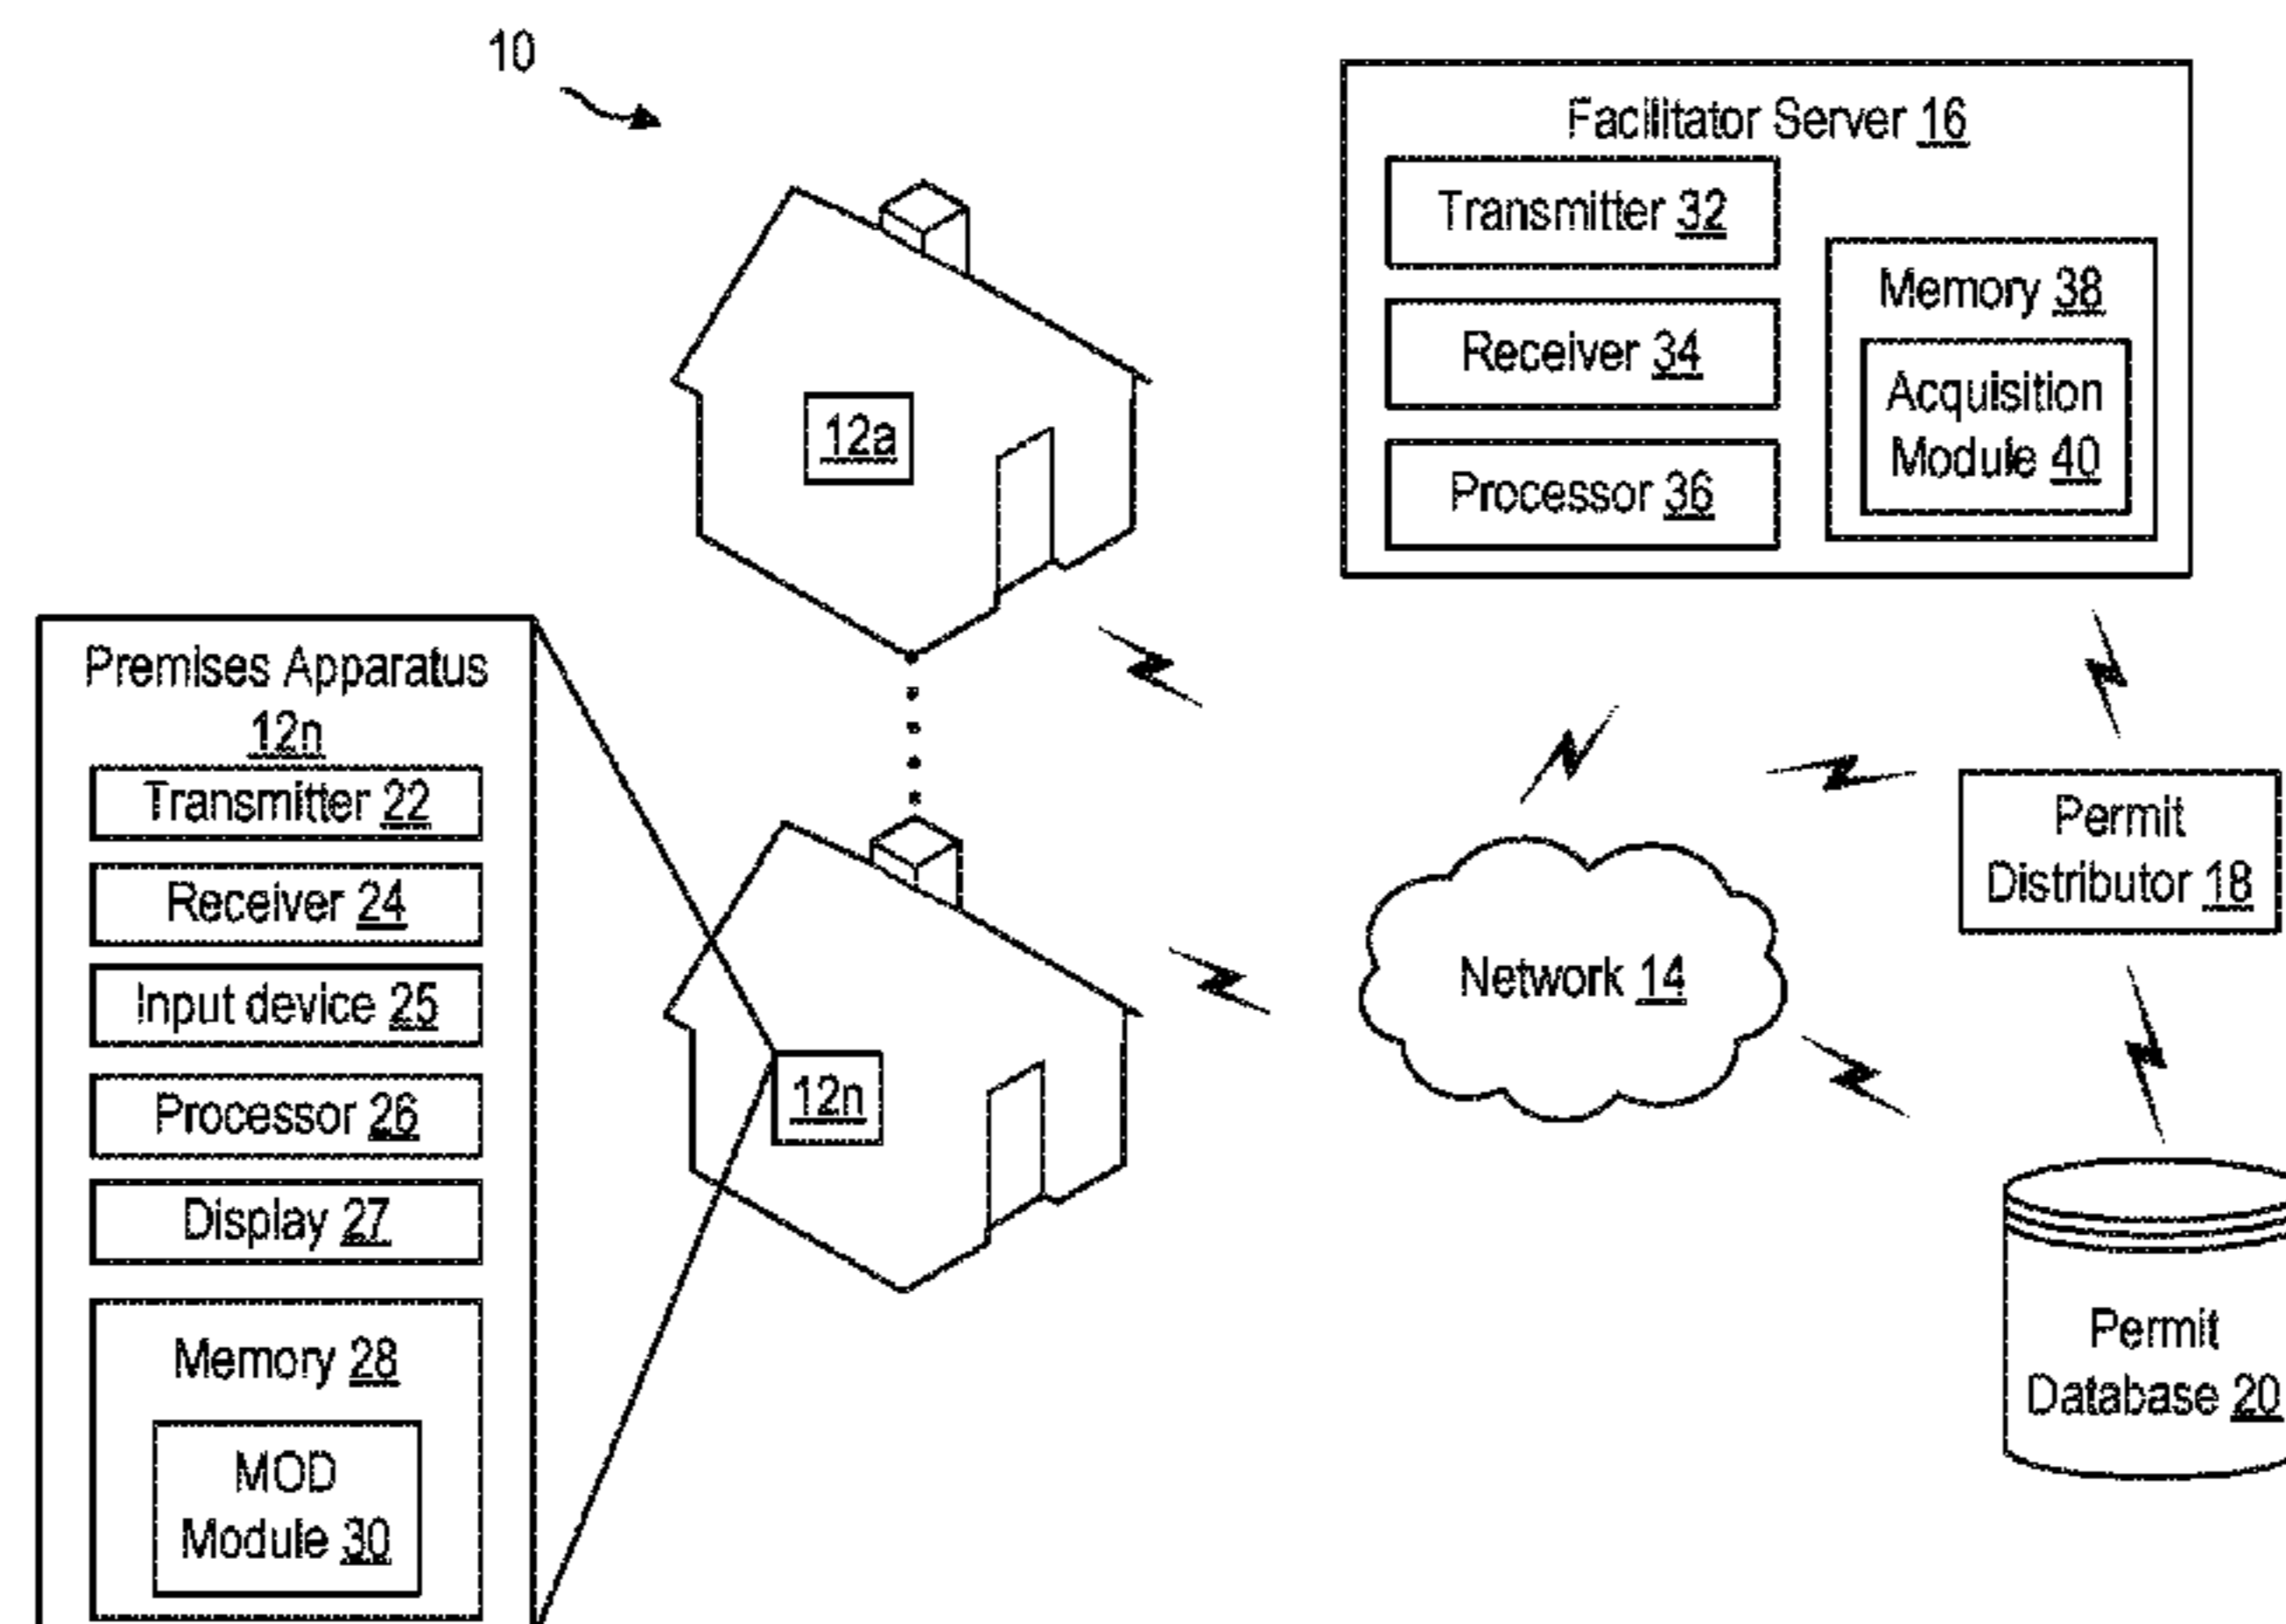 10
Facilitator Server 16
Transmitter 32
Receiver 34
Processor 36
Memory 38
Acquisition
Module 40
12a
Premises Apparatus
12n
Transmitter 22
Receiver 24
Input device 25
Processor 26
Display 27
Memory 28
MOD
Module 30
12n
Network 14
Permit
Distributor 18
Permit
Database 20